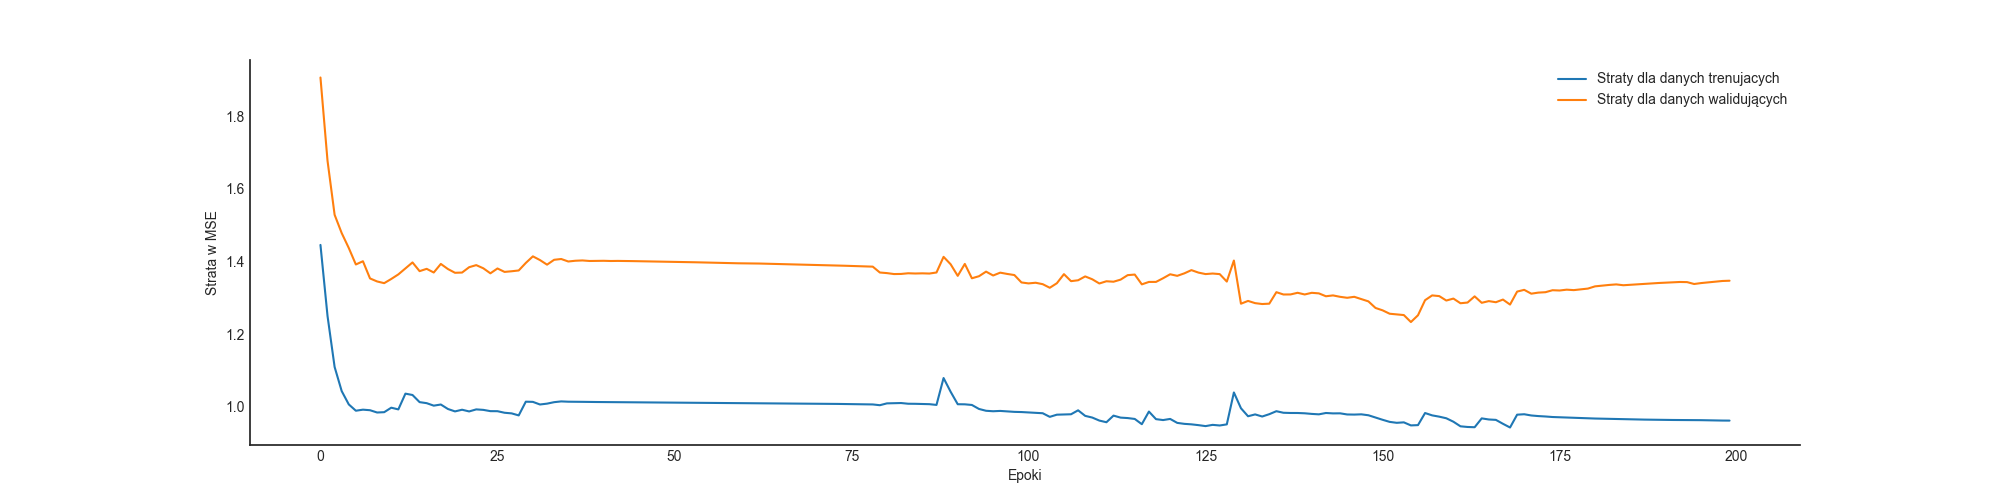 Straty dla danych trenujacych
Straty dla danych walidujących
1.8
1.6
1.4
1.2
1.0
Strata w MSE
0 25 50 75 100 125 150 175 200
Epoki